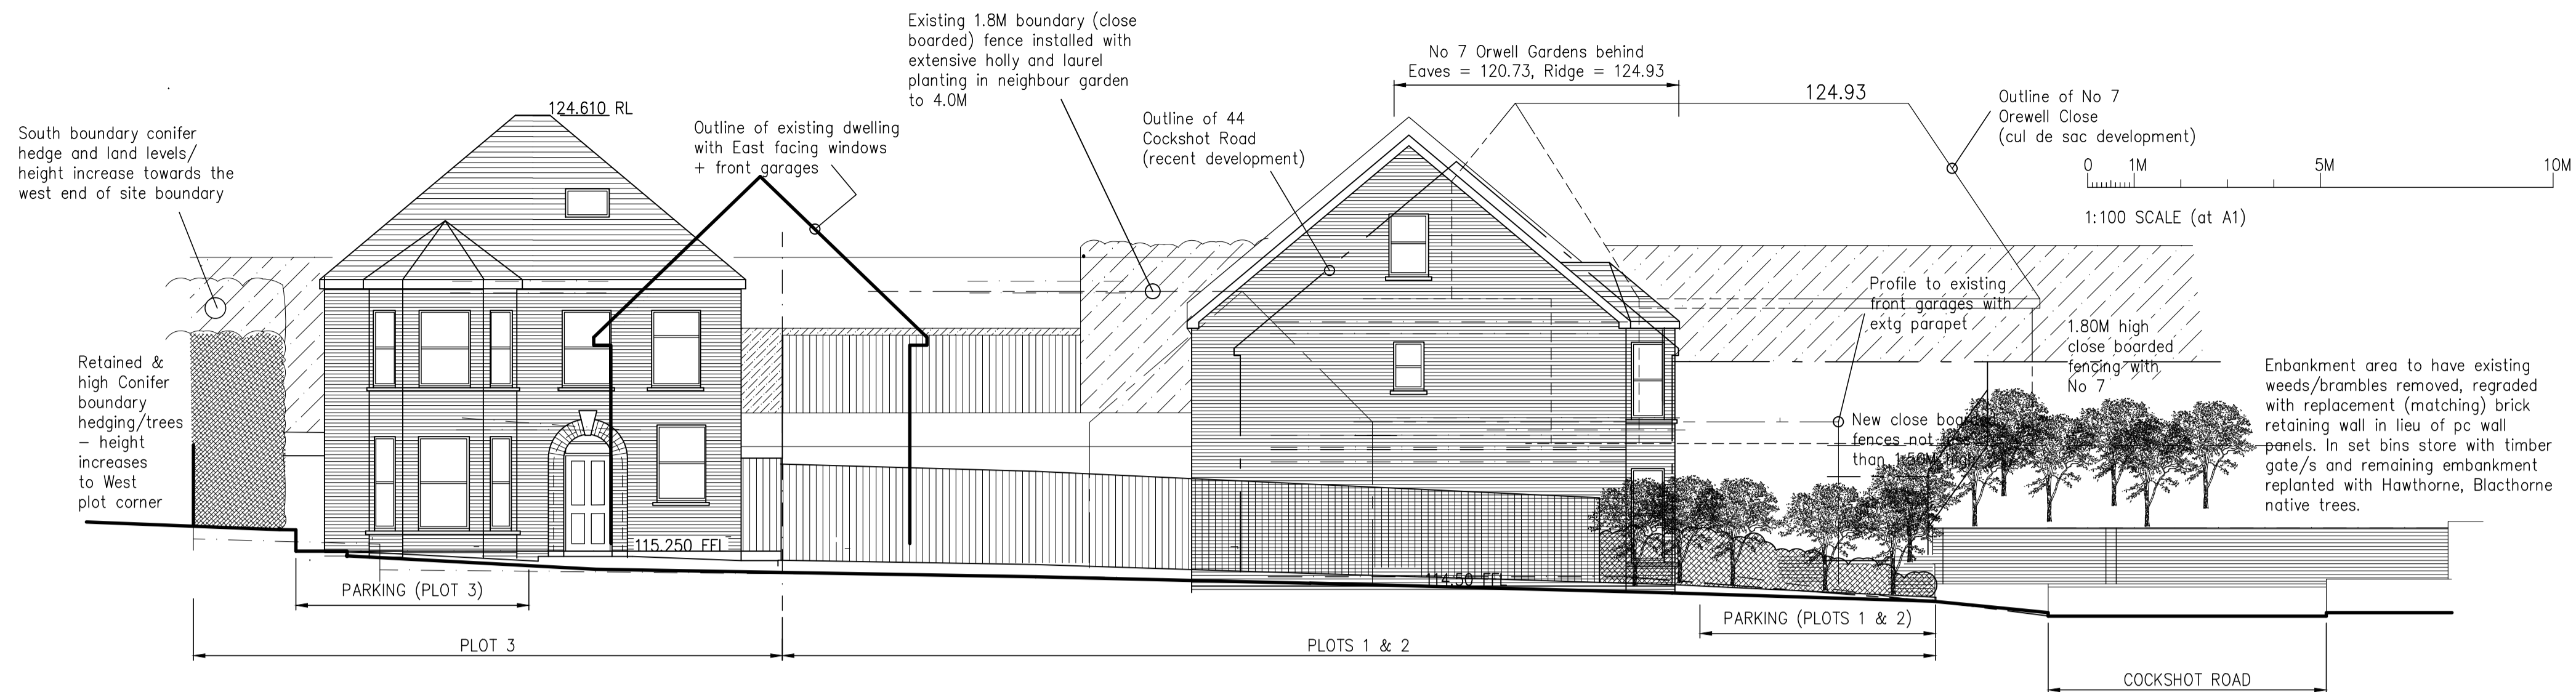 Existing 1.8M boundary (close
boarded) fence installed with
extensive holly and laurel
planting in neighbour garden
to 4.0M
No 7 Orwell Gardens behind
Eaves = 120.73, Ridge = 124.93
124.93
Outline of No 7
Orewell Close
(cul de sac development)
0 1M 5M 10M
1:100 SCALE (at A1)
124.610 RL
South boundary conifer
hedge and land levels/
height increase towards the
west end of site boundary
Outline of existing dwelling
with East facing windows
+ front garages
Outline of 44
Cockshot Road
(recent development)
Profile to existing
front garages with
extg parapet
1.80M high
close boarded
fencing with
No 7
Retained &
high Conifer
boundary
hedging/trees
– height
increases
to West
plot corner
New close
fences not
than
Enbankment area to have existing
weeds/brambles removed, regraded
with replacement (matching) brick
retaining wall in lieu of pc wall
panels. In set bins store with timber
gate/s and remaining embankment
replanted with Hawthorne, Blacthorne
native trees.
115.250 FFL
114.50 FFL
PARKING (PLOT 3)
PARKING (PLOTS 1 & 2)
PLOT 3
PLOTS 1 & 2
COCKSHOT ROAD